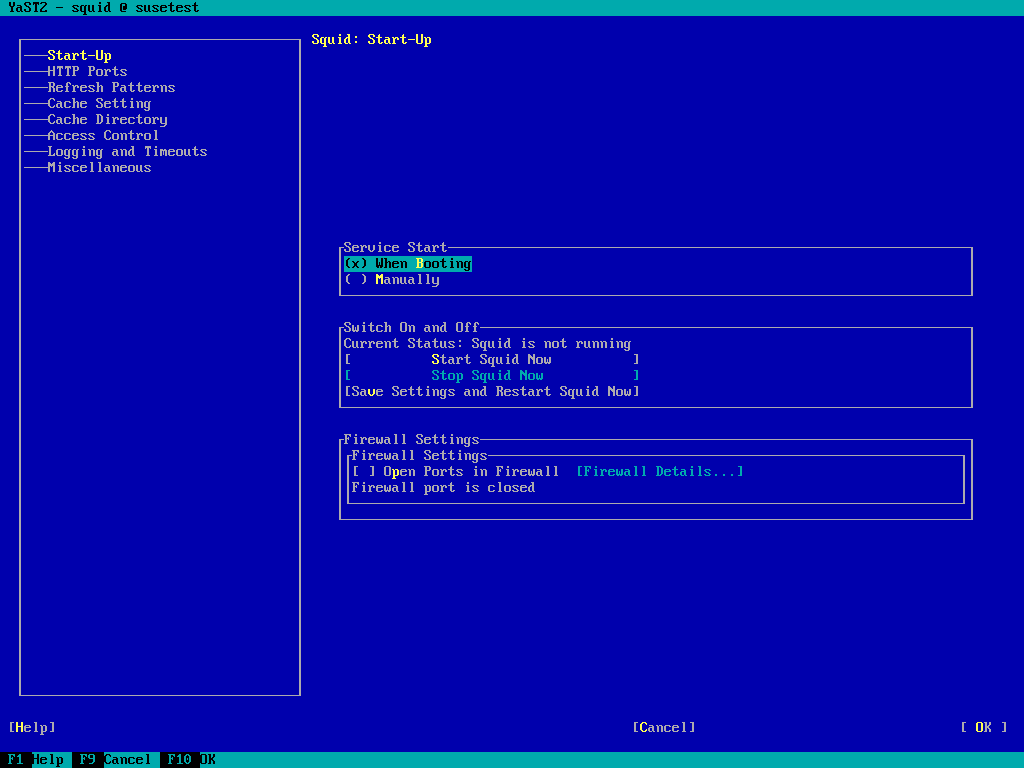 YaST2 - squid @ susetest
Start-Up
HTTP Ports
Refresh Patterns
Cache Setting
Cache Directory
Access Control
Logging and Timeouts
Miscellaneous
Squid: Start-Up
Service Start
(x) When Booting
( ) Manually
Switch On and Off
Current Status: Squid is not running
[ Start Squid Now ]
[ Stop Squid Now ]
[Save Settings and Restart Squid Now]
Firewall Settings
Firewall Settings
[ ] Open Ports in Firewall [Firewall Details...]
Firewall port is closed
[Help] [Cancel] [ OK ]
F1 Help F9 Cancel F10 OK